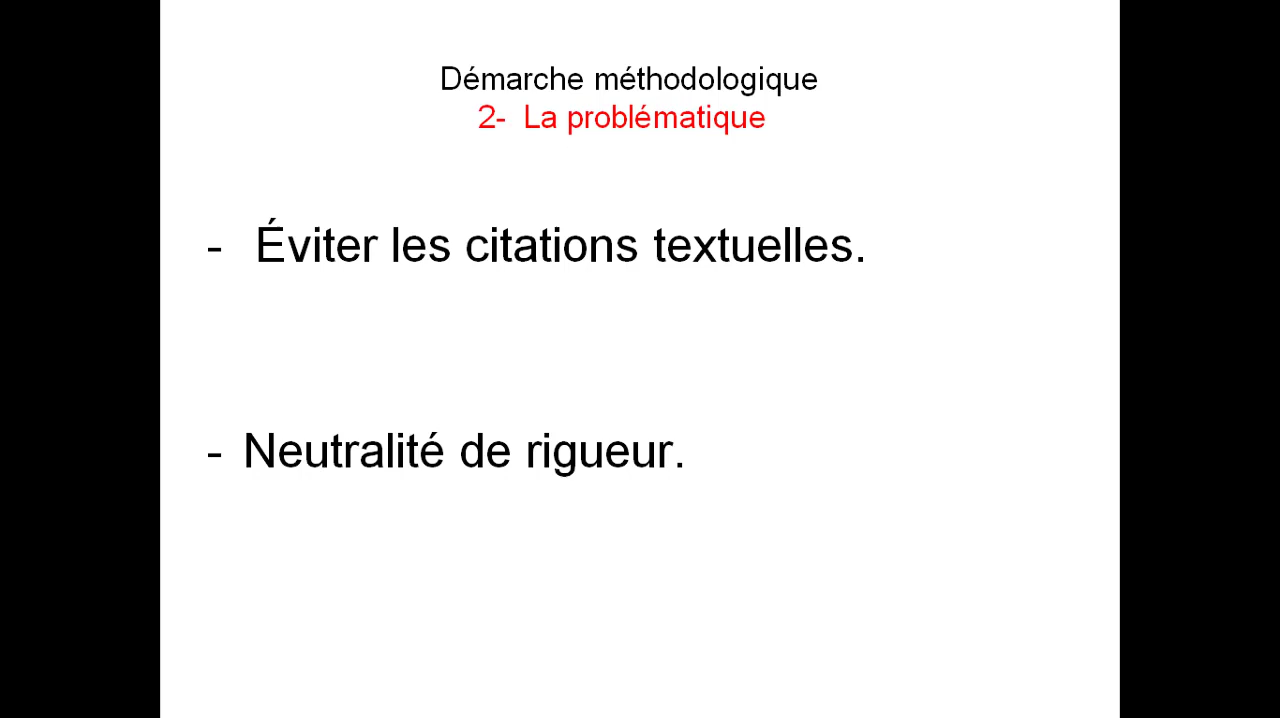 Démarche méthodologique
2- La problématique
- Éviter les citations textuelles.
- Neutralité de rigueur.